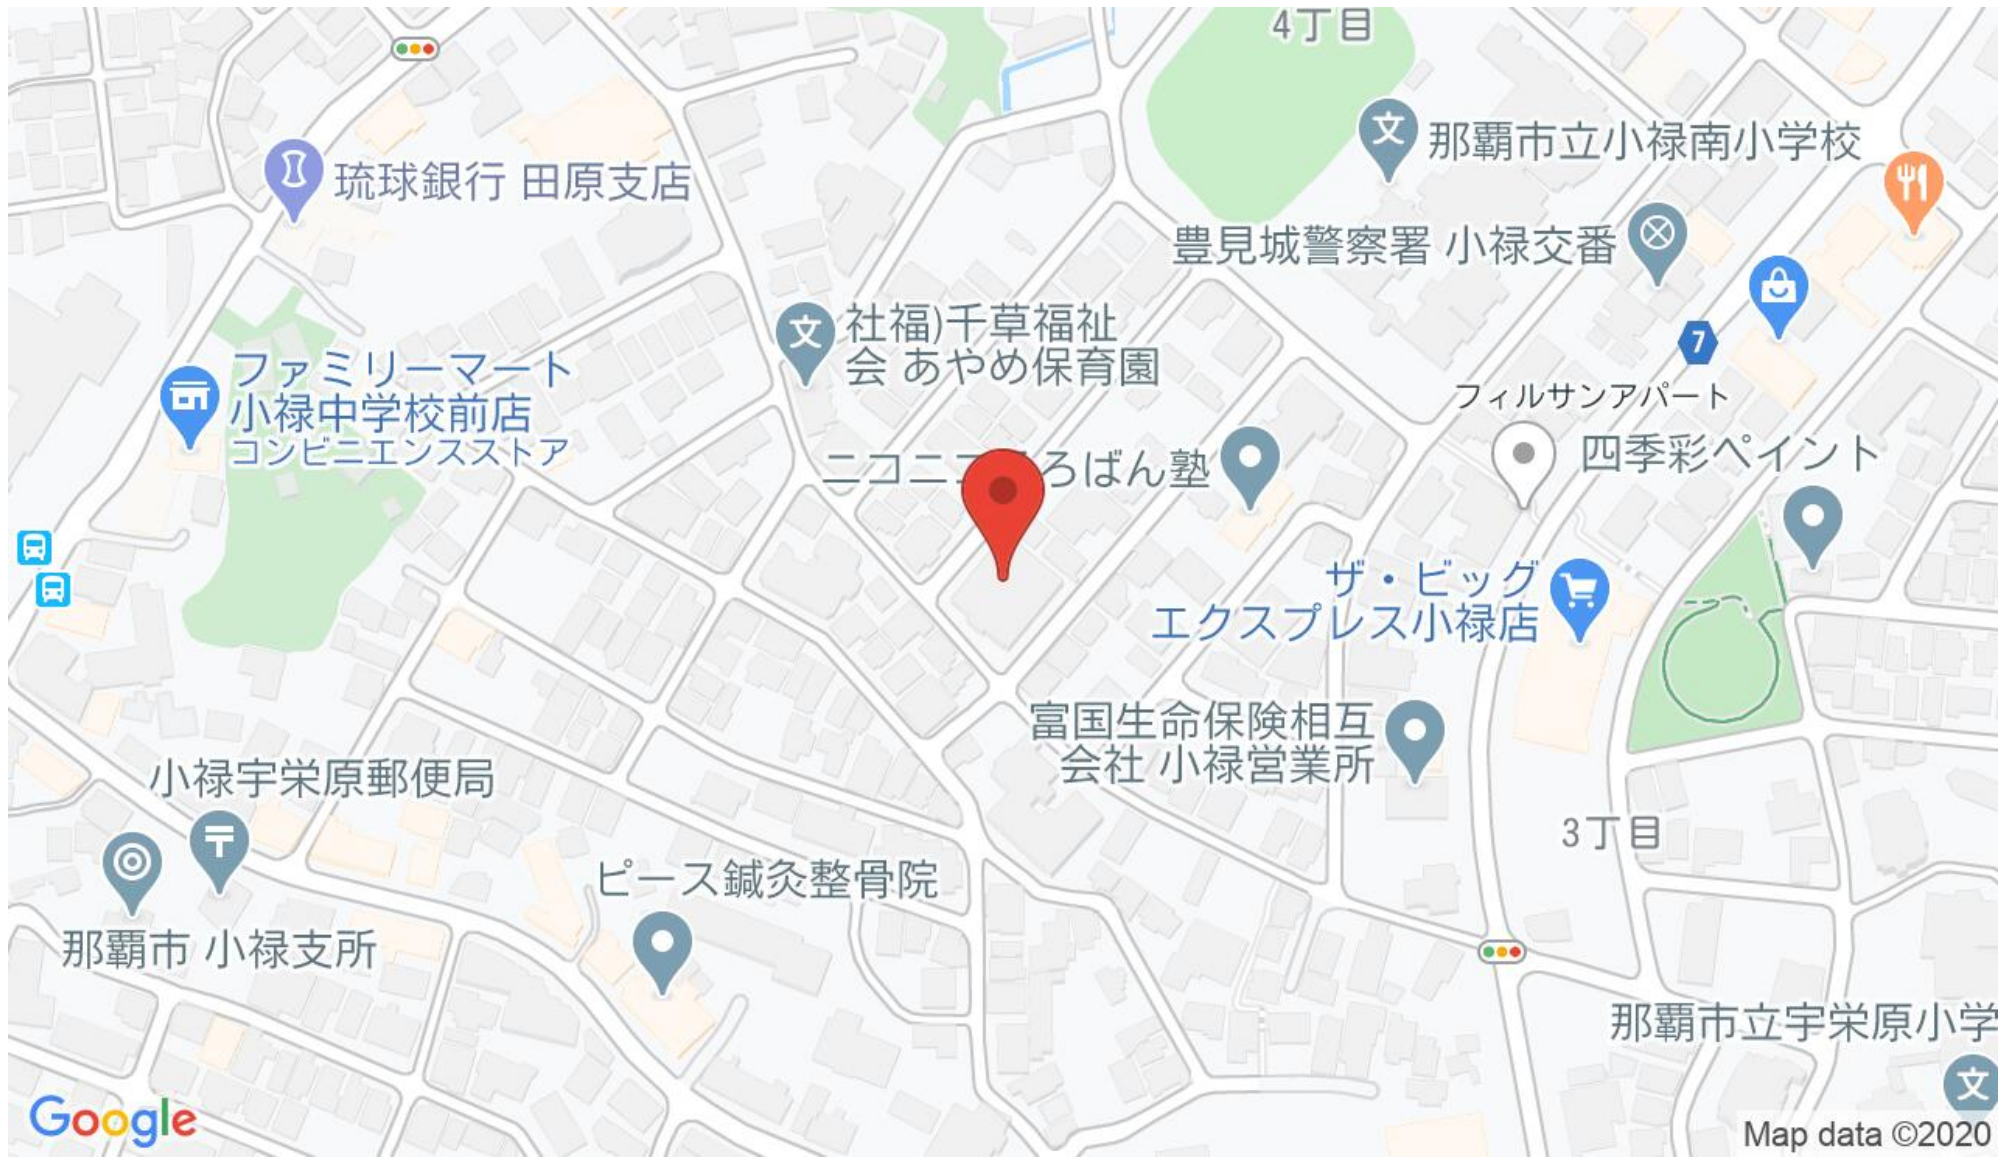 4丁目
那覇市立小禄南小学校
琉球銀行 田原支店
豊見城警察署 小禄交番
社福)千草福祉
会 あやめ保育園
7
ファミリーマート
小禄中学校前店
コンビニエンスストア
フィルサンアパート
四季彩ペイント
ニコニ ろばん塾
ザ・ビッグ
エクスプレス小禄店
富国生命保険相互
会社 小禄営業所
小禄宇栄原郵便局
3丁目
ピース鍼灸整骨院
那覇市 小禄支所
那覇市立宇栄原小学
Google
Map data ©2020